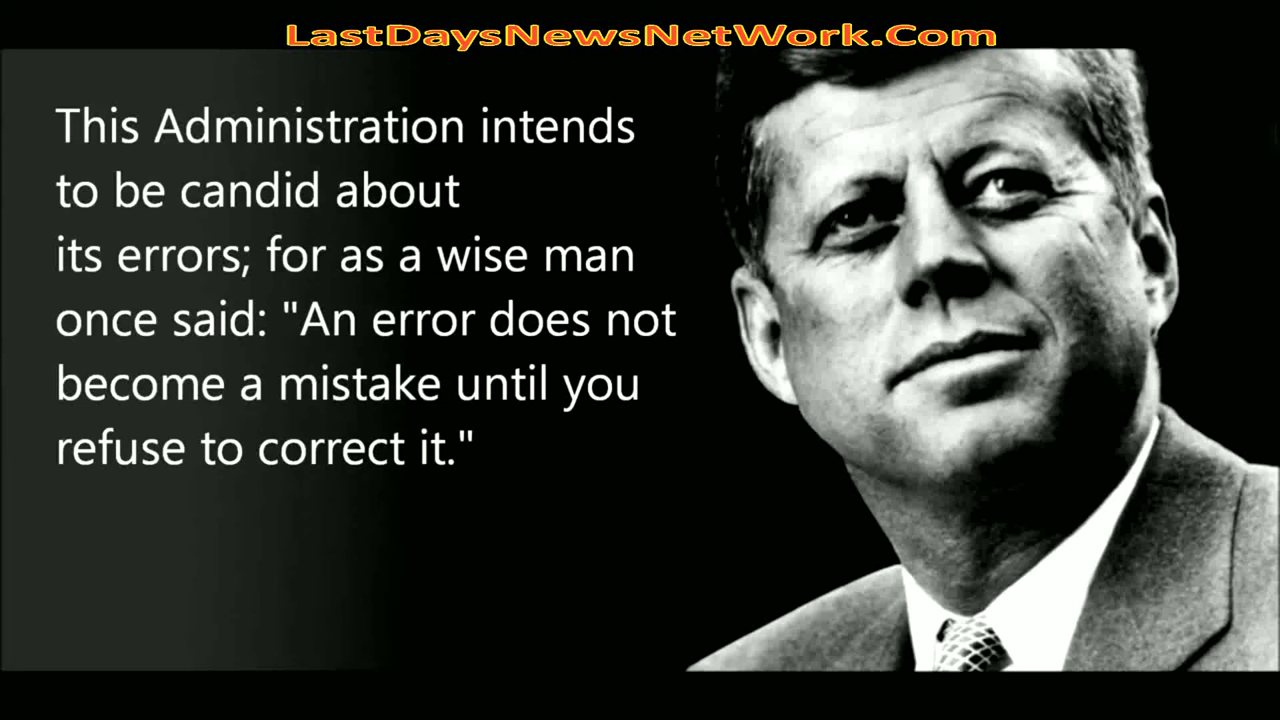 LastDaysNewsNetWork.Com
This Administration intends
to be candid about
its errors; for as a wise man
once said: "An error does not
become a mistake until you
refuse to correct it."